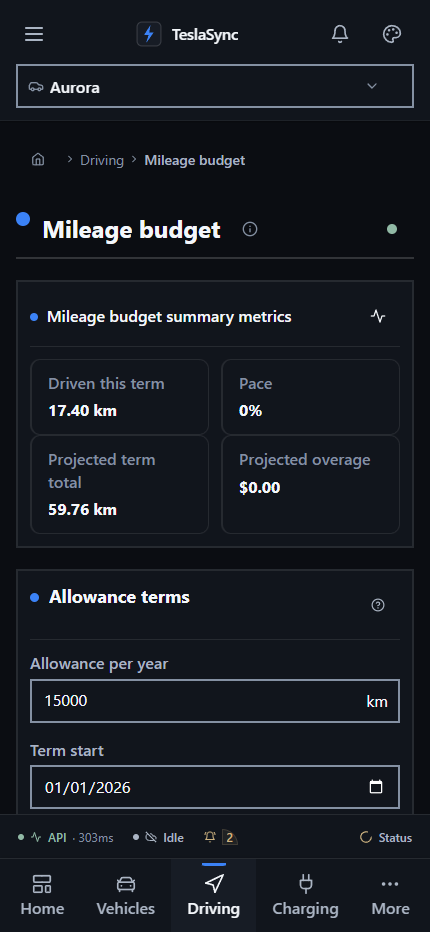 TeslaSync
Aurora
Driving
Mileage budget
Mileage budget
Mileage budget summary metrics
Driven this term
17.40 km
Pace
0%
Projected term
total
59.76 km
Projected overage
$0.00
Allowance terms
Allowance per year
15000 km
Term start
01/01/2026
API · 303ms
Idle
2
Status
Home
Vehicles
Driving
Charging
More